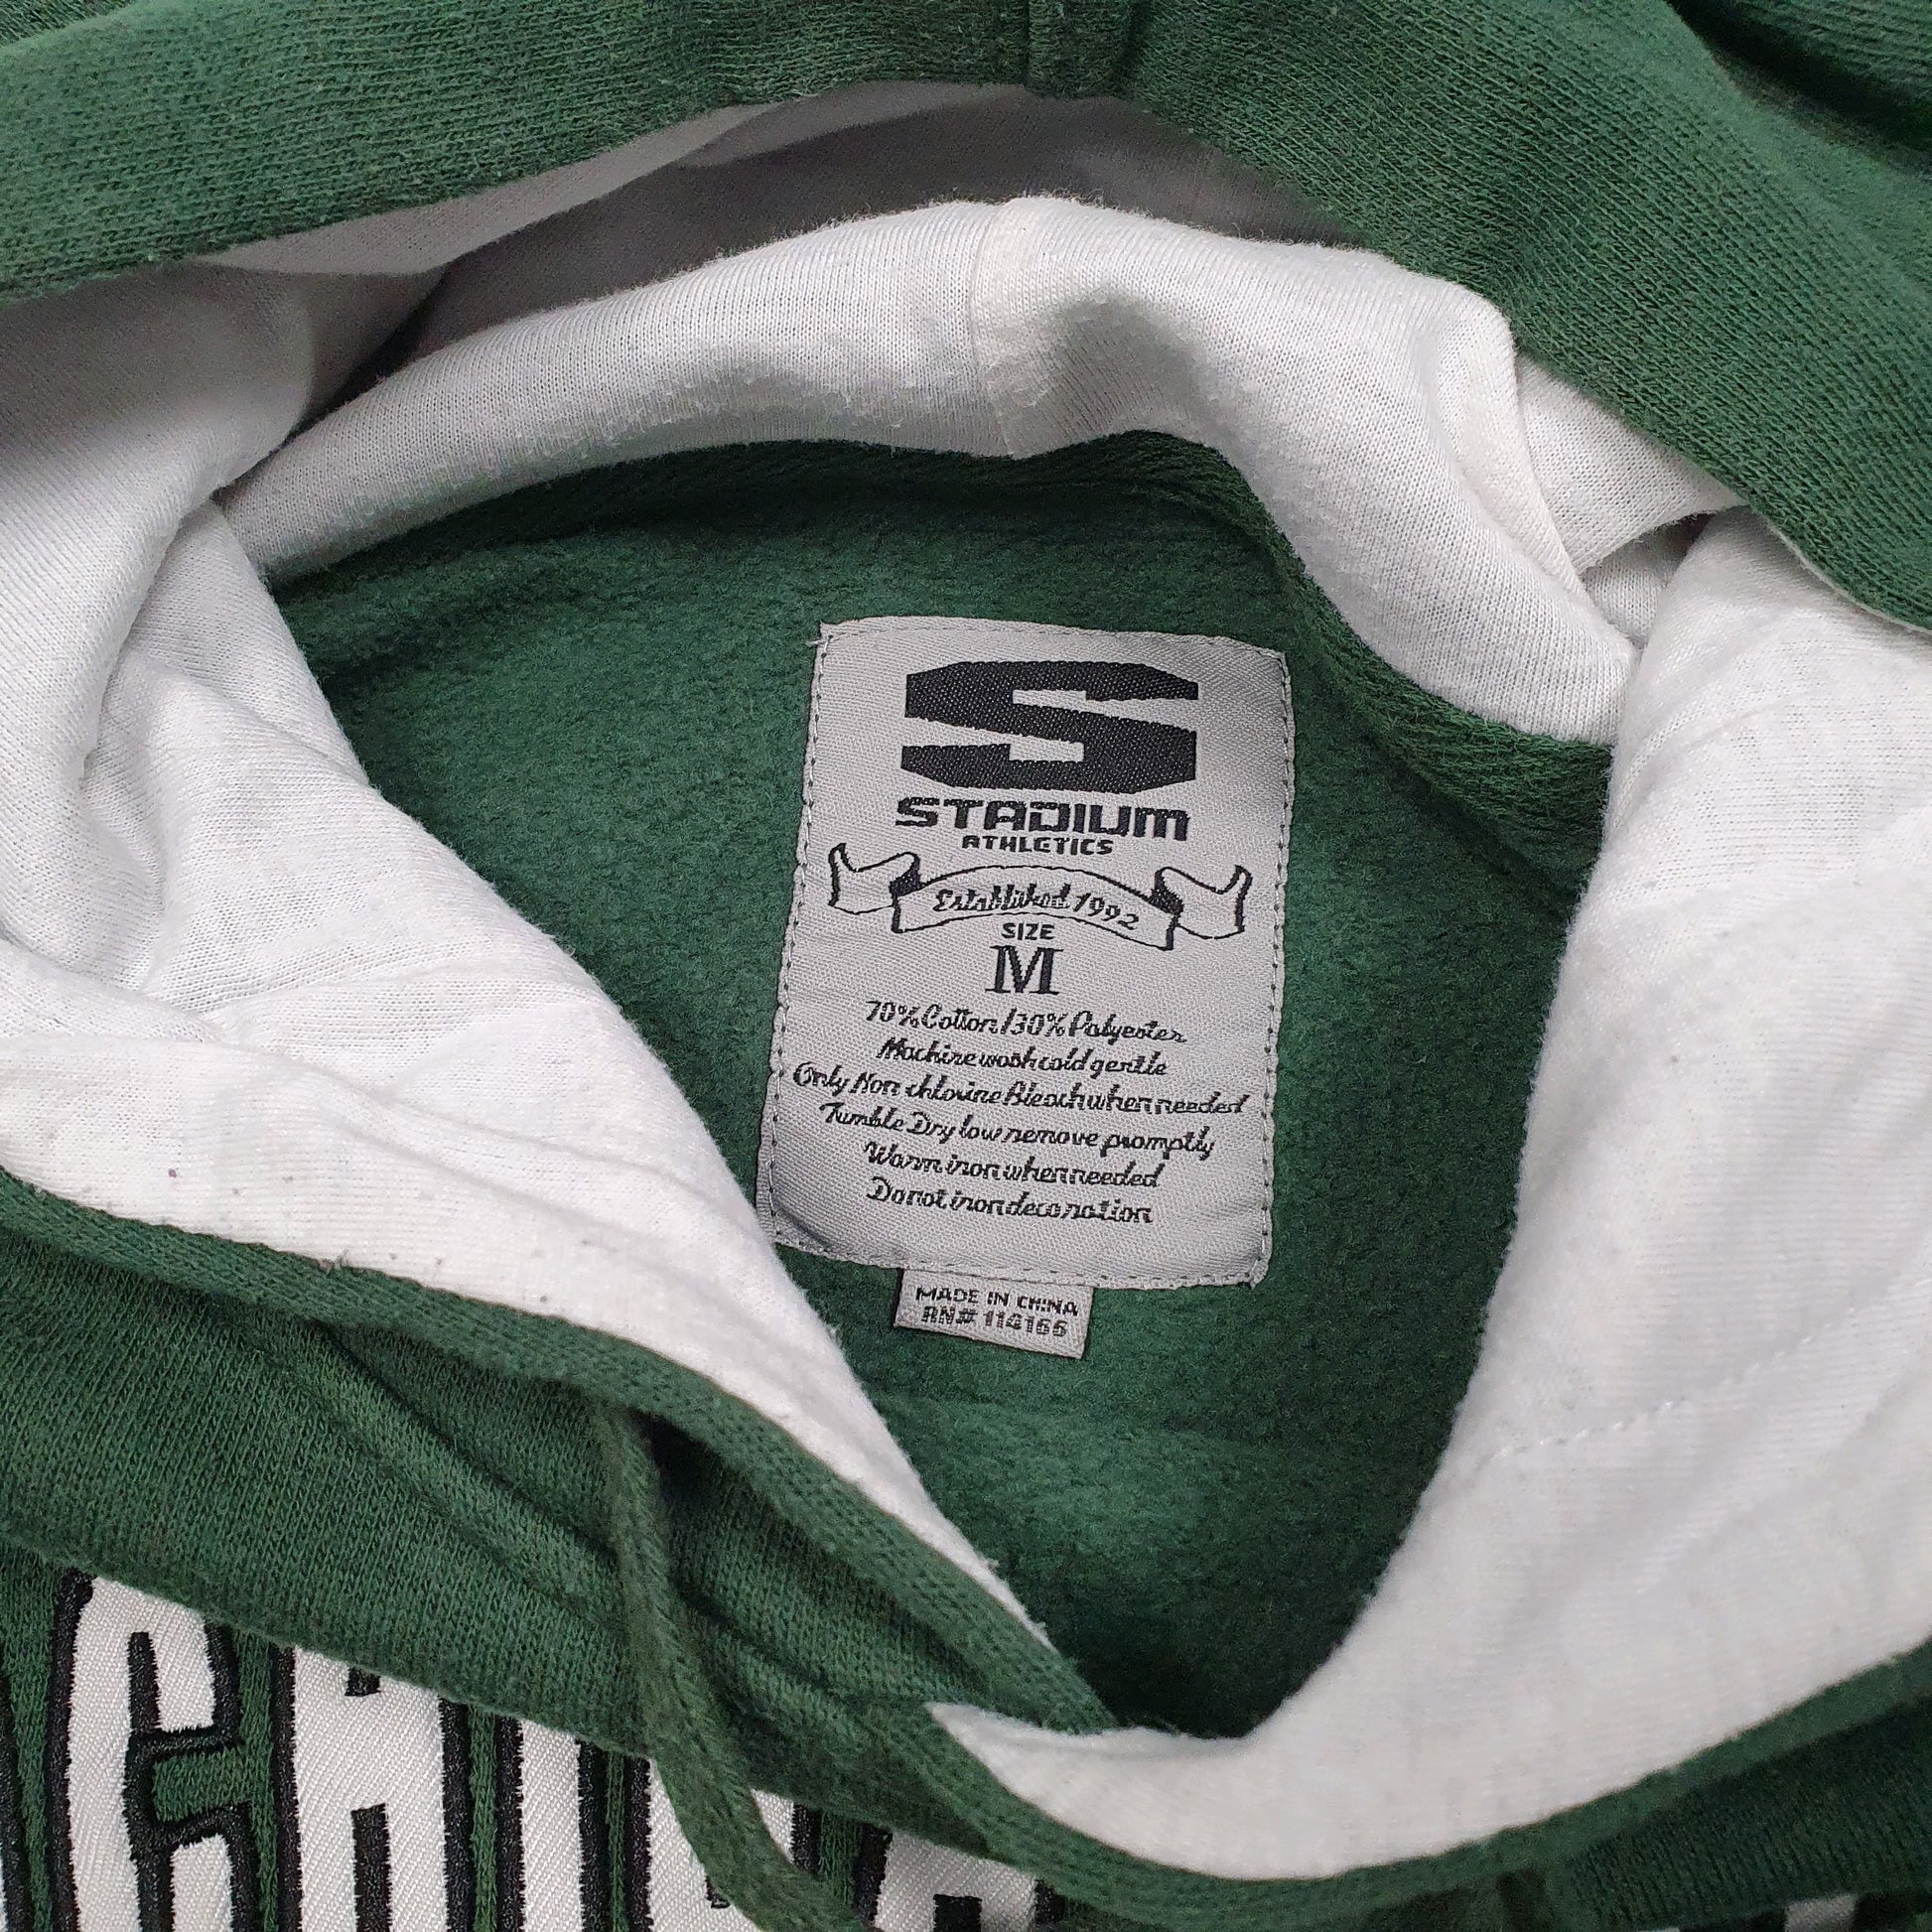 S
STADIUM
ATHLETICS
Established 1992
SIZE
M
70% Cotton/30% Polyester
Machine wash cold gentle
Only Non chlorine Bleach when needed
Tumble Dry low remove promptly
Warm iron when needed
Do not iron decoration
MADE IN CHINA
RN# 114166